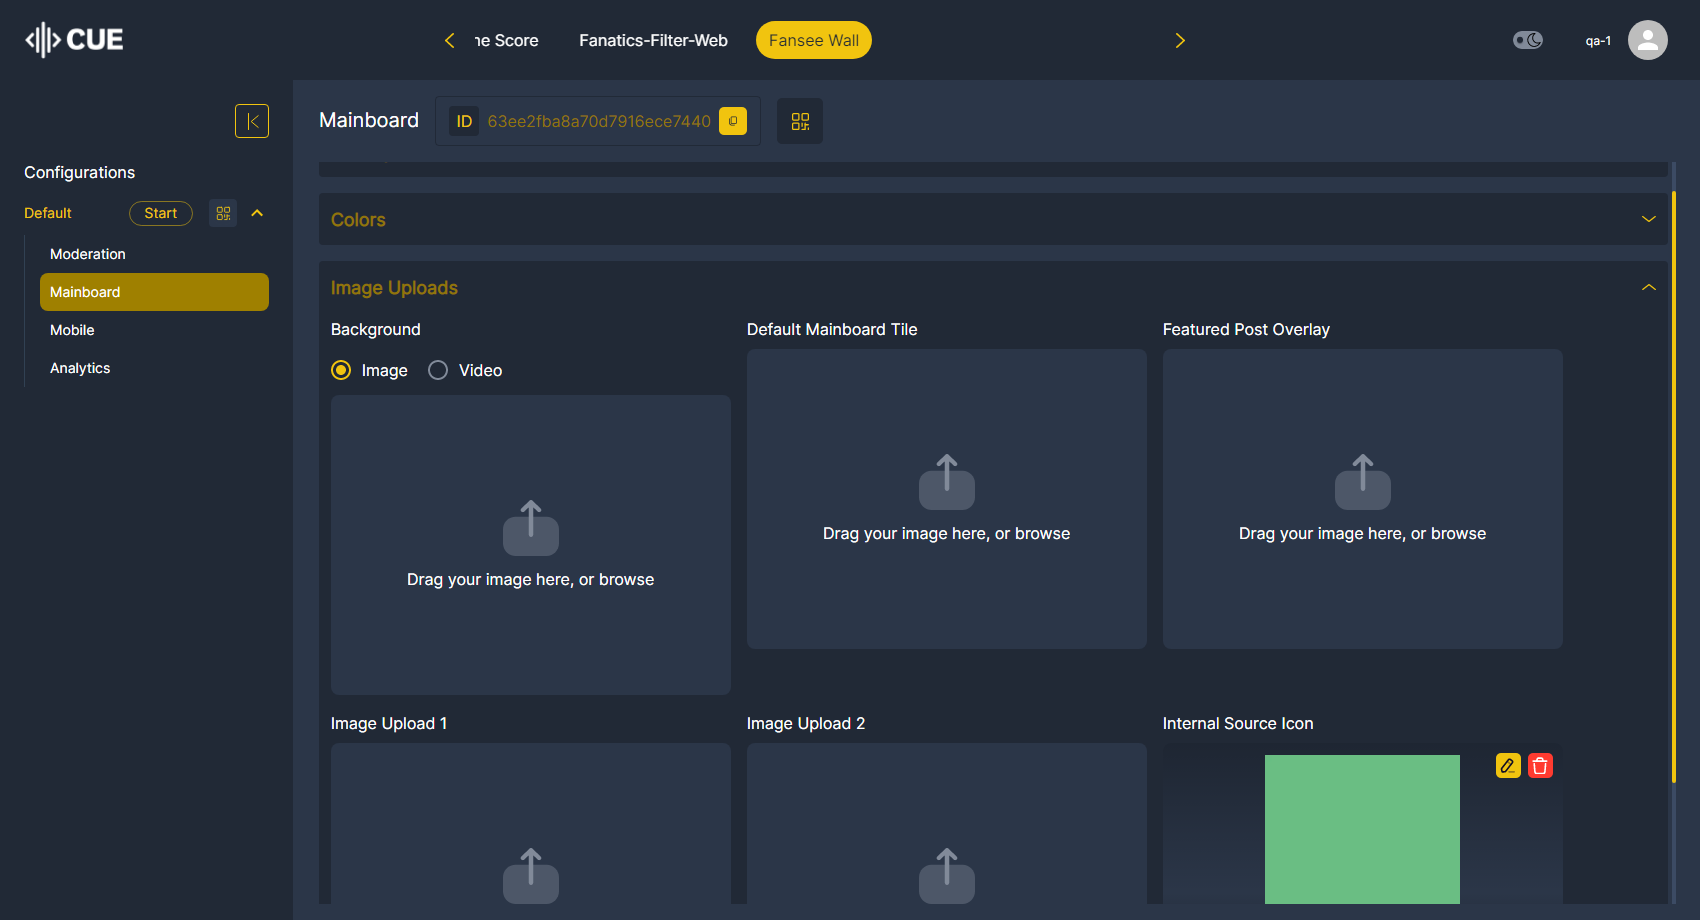 CUE
ne Score
Fanatics-Filter-Web
Fansee Wall
qa-1
Configurations
Default
Start
Moderation
Mainboard
Mobile
Analytics
Mainboard
ID
63ee2fba8a70d7916ece7440
Colors
Image Uploads
Background
Default Mainboard Tile
Featured Post Overlay
Image
Video
Drag your image here, or browse
Drag your image here, or browse
Drag your image here, or browse
Image Upload 1
Image Upload 2
Internal Source Icon